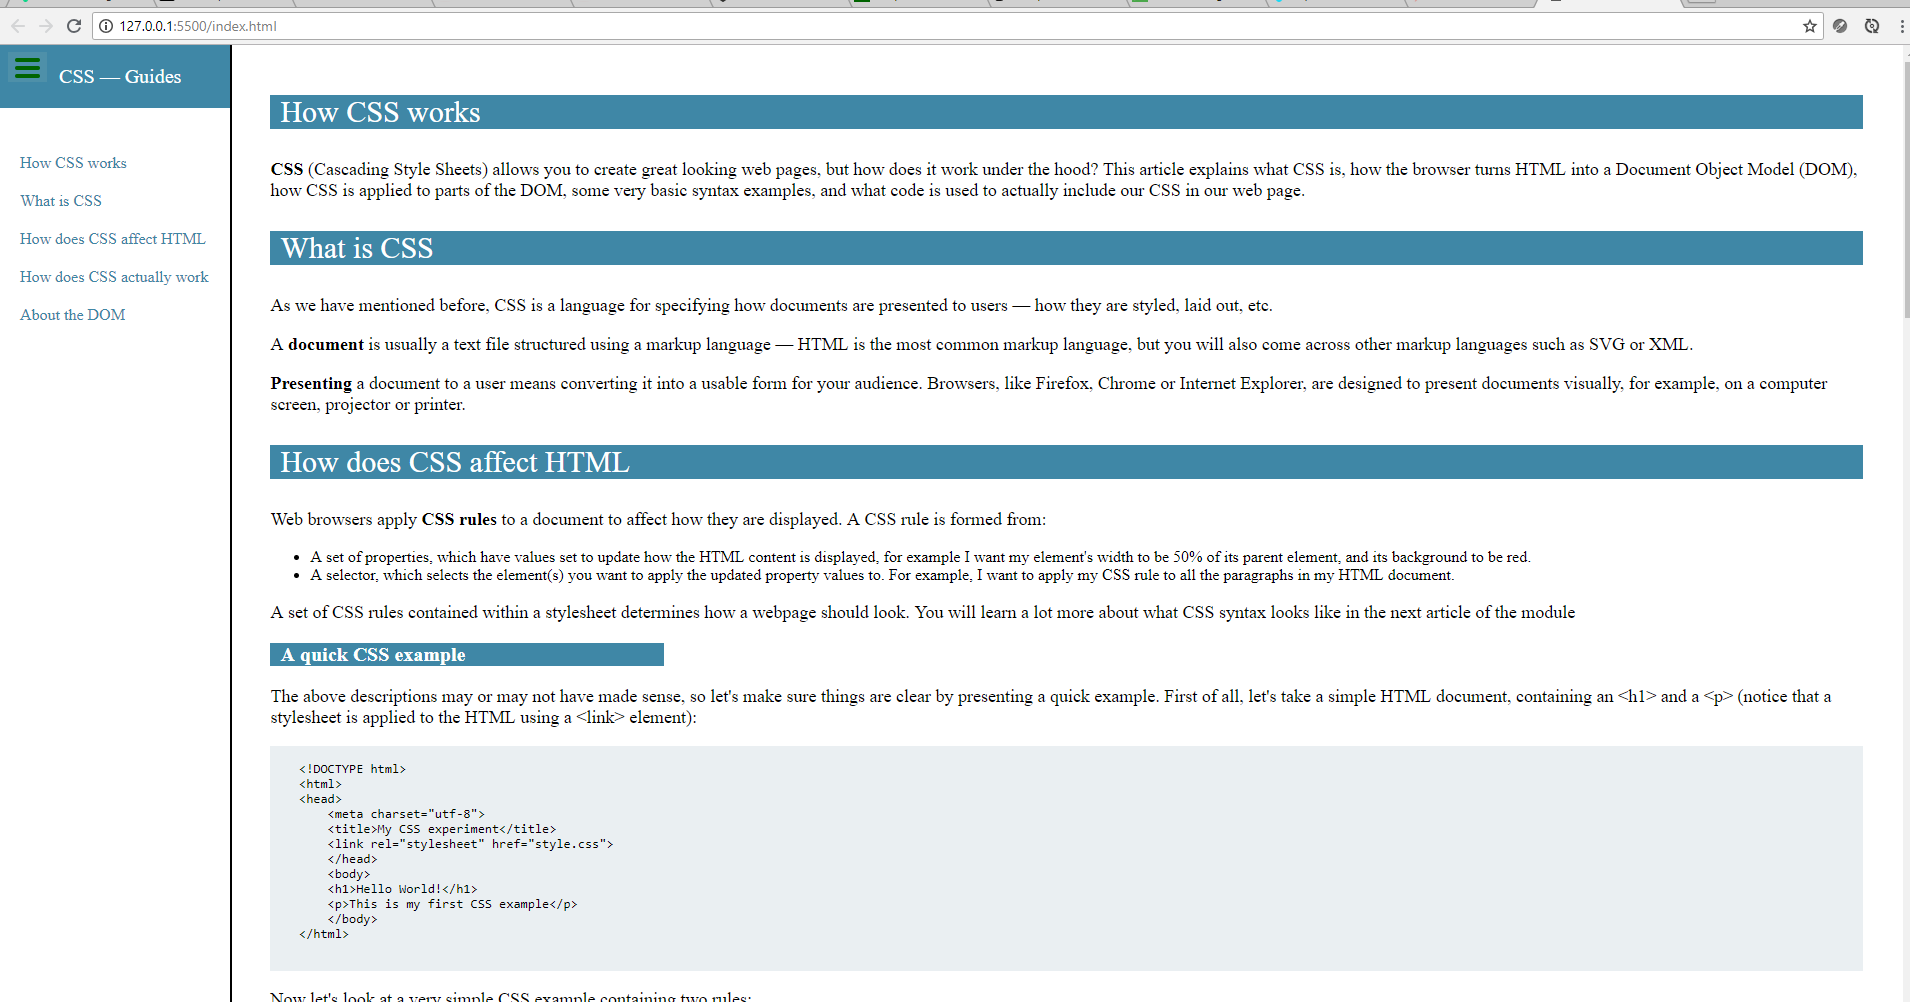 127.0.0.1:5500/index.html
CSS — Guides
How CSS works
What is CSS
How does CSS affect HTML
How does CSS actually work
About the DOM
How CSS works
CSS (Cascading Style Sheets) allows you to create great looking web pages, but how does it work under the hood? This article explains what CSS is, how the browser turns HTML into a Document Object Model (DOM),
how CSS is applied to parts of the DOM, some very basic syntax examples, and what code is used to actually include our CSS in our web page.
What is CSS
As we have mentioned before, CSS is a language for specifying how documents are presented to users — how they are styled, laid out, etc.
A document is usually a text file structured using a markup language — HTML is the most common markup language, but you will also come across other markup languages such as SVG or XML.
Presenting a document to a user means converting it into a usable form for your audience. Browsers, like Firefox, Chrome or Internet Explorer, are designed to present documents visually, for example, on a computer
screen, projector or printer.
How does CSS affect HTML
Web browsers apply CSS rules to a document to affect how they are displayed. A CSS rule is formed from:
• A set of properties, which have values set to update how the HTML content is displayed, for example I want my element's width to be 50% of its parent element, and its background to be red.
• A selector, which selects the element(s) you want to apply the updated property values to. For example, I want to apply my CSS rule to all the paragraphs in my HTML document.
A set of CSS rules contained within a stylesheet determines how a webpage should look. You will learn a lot more about what CSS syntax looks like in the next article of the module
A quick CSS example
The above descriptions may or may not have made sense, so let's make sure things are clear by presenting a quick example. First of all, let's take a simple HTML document, containing an <h1> and a <p> (notice that a
stylesheet is applied to the HTML using a <link> element):
<!DOCTYPE html>
<html>
<head>
<meta charset="utf-8">
<title>My CSS experiment</title>
<link rel="stylesheet" href="style.css">
</head>
<body>
<h1>Hello World!</h1>
<p>This is my first CSS example</p>
</body>
</html>
Now let's look at a very simple CSS example containing two rules: